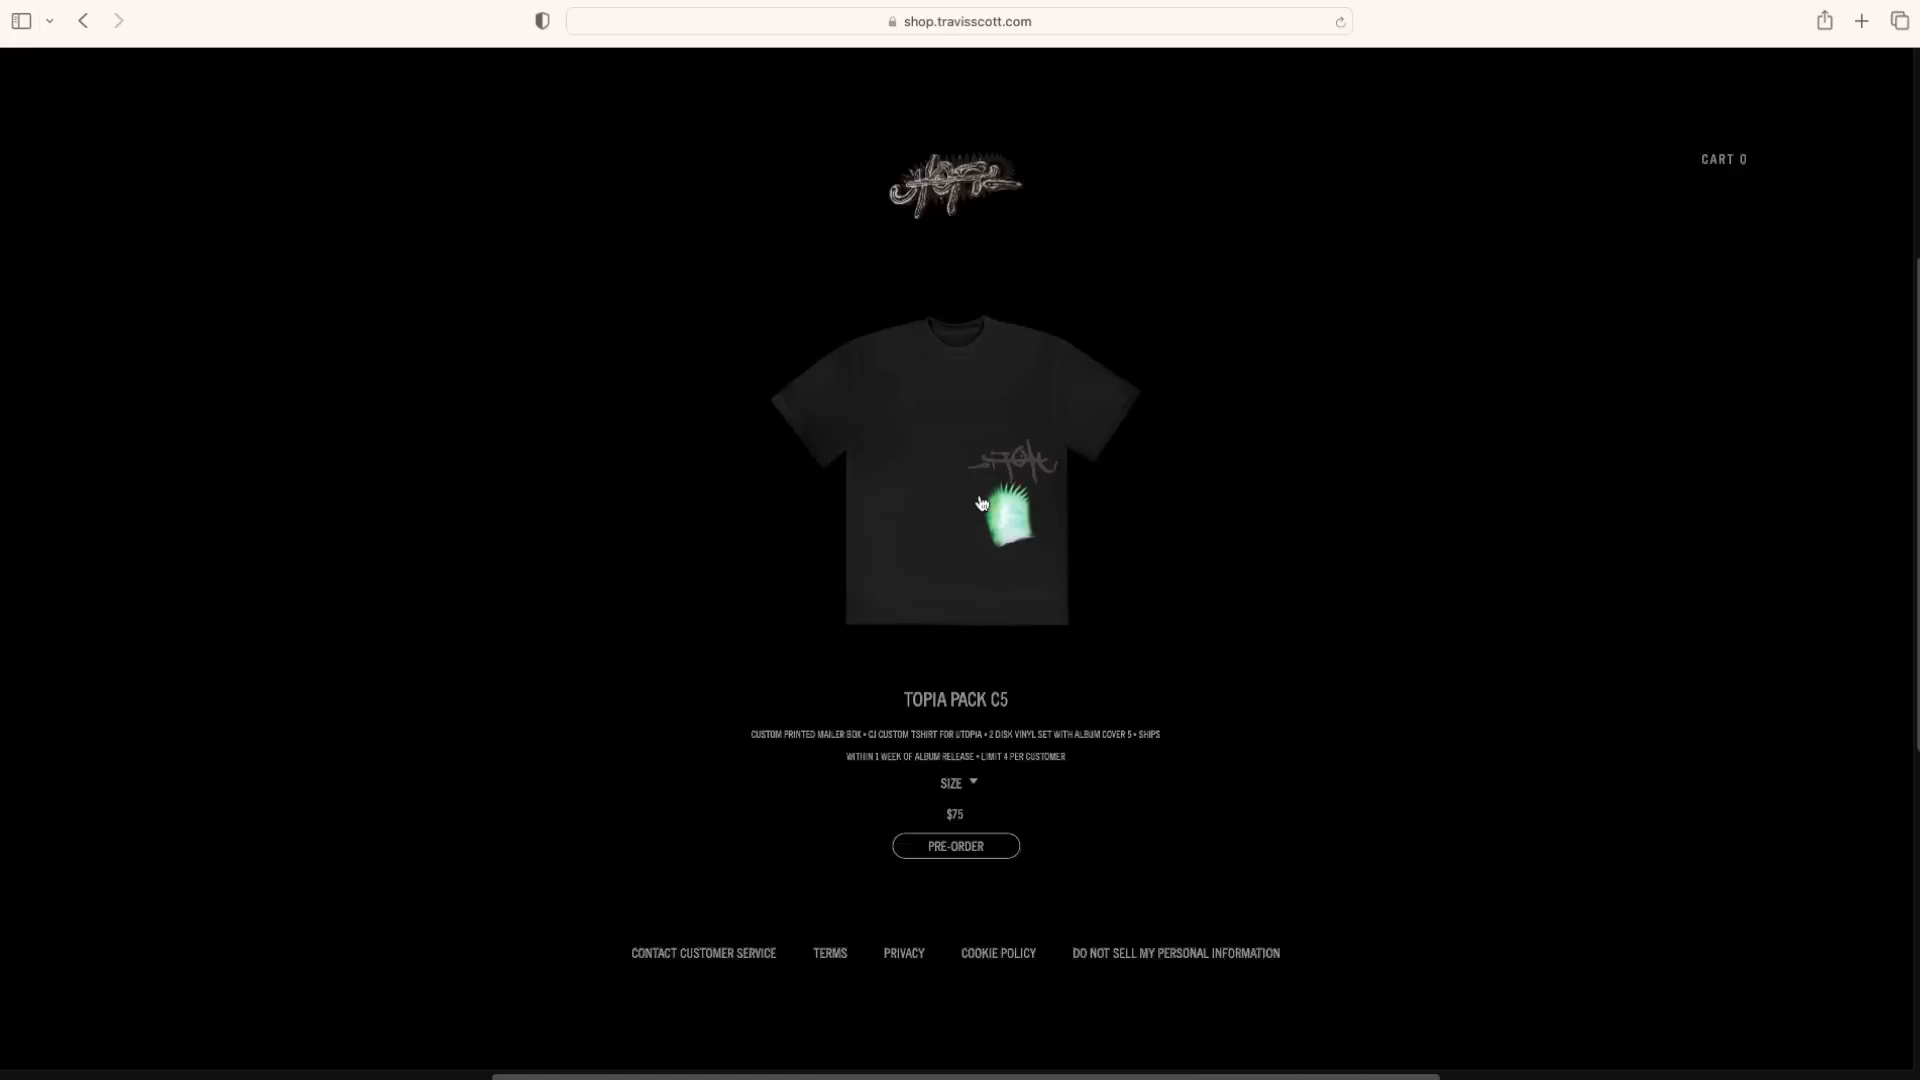 shop.travisscott.com
CART 0
TOPIA PACK C5
CUSTOM PRINTED MAILER BOX • CJ CUSTOM TSHIRT FOR UTOPIA • 2 DISK VINYL SET WITH ALBUM COVER 5 • SHIPS
WITHIN 1 WEEK OF ALBUM RELEASE • LIMIT 4 PER CUSTOMER
SIZE
$75
PRE-ORDER
CONTACT CUSTOMER SERVICE TERMS PRIVACY COOKIE POLICY DO NOT SELL MY PERSONAL INFORMATION